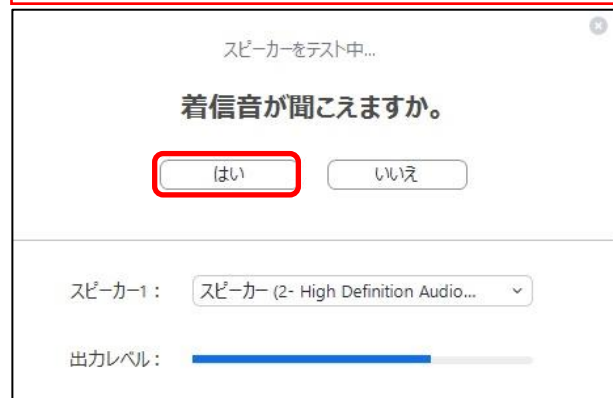 スピーカーをテスト中...
着信音が聞こえますか。
はい いいえ
スピーカー1： スピーカー (2- High Definition Audio...
出力レベル：